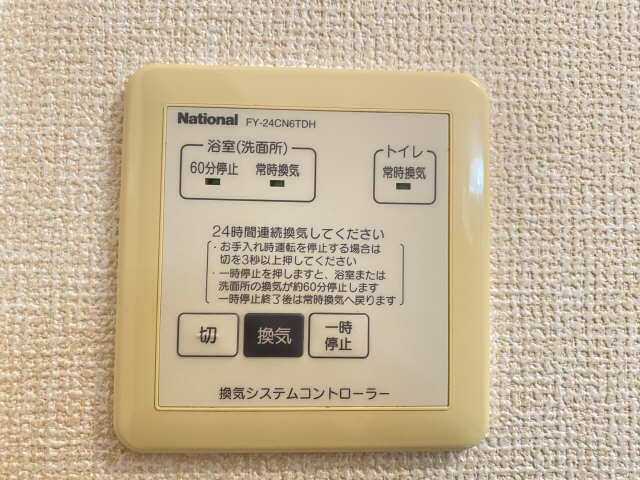 National FY-24CN6TDH
浴室(洗面所)
60分停止 常時換気
トイレ
常時換気
24時間連続換気してください
・お手入れ時運転を停止する場合は
切を3秒以上押してください
・一時停止を押しますと、浴室または
洗面所の換気が約60分停止します
一時停止終了後は常時換気へ戻ります
切
換気
一時
停止
換気システムコントローラー